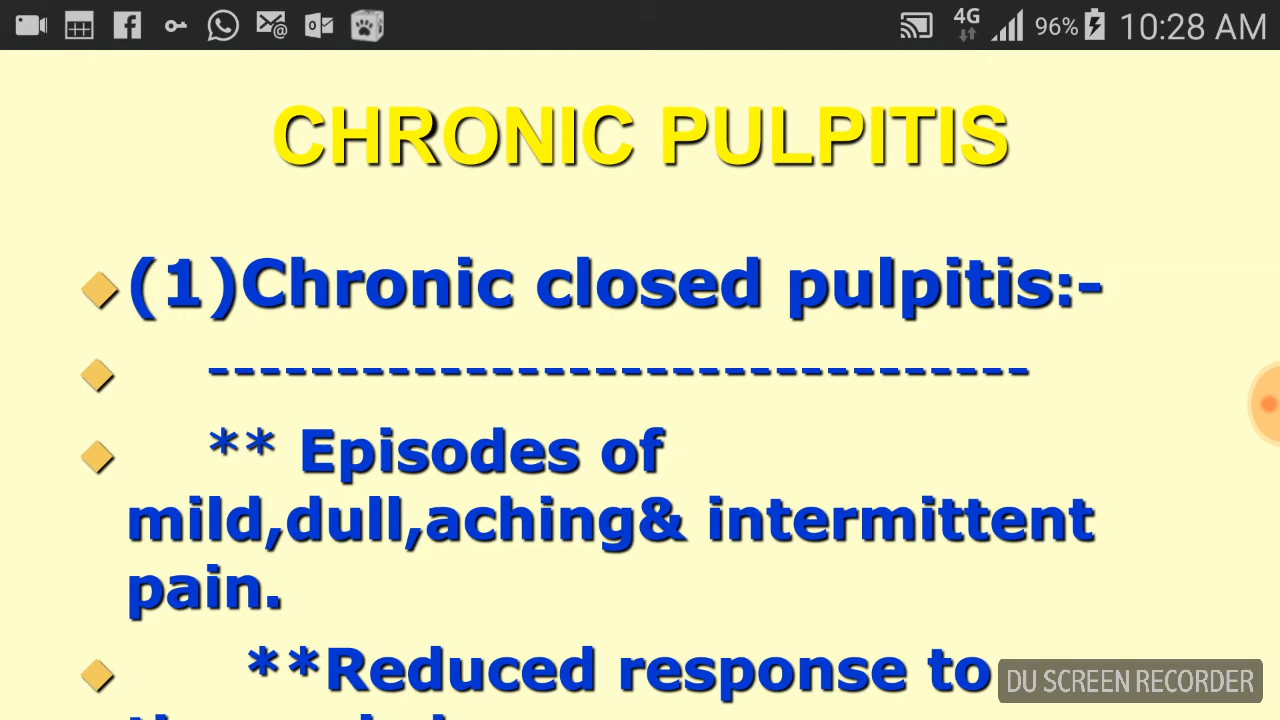 4G 96% 10:28 AM
CHRONIC PULPITIS
(1)Chronic closed pulpitis:-
--------------------------------
** Episodes of
mild,dull,aching& intermittent
pain.
**Reduced response to
DU SCREEN RECORDER